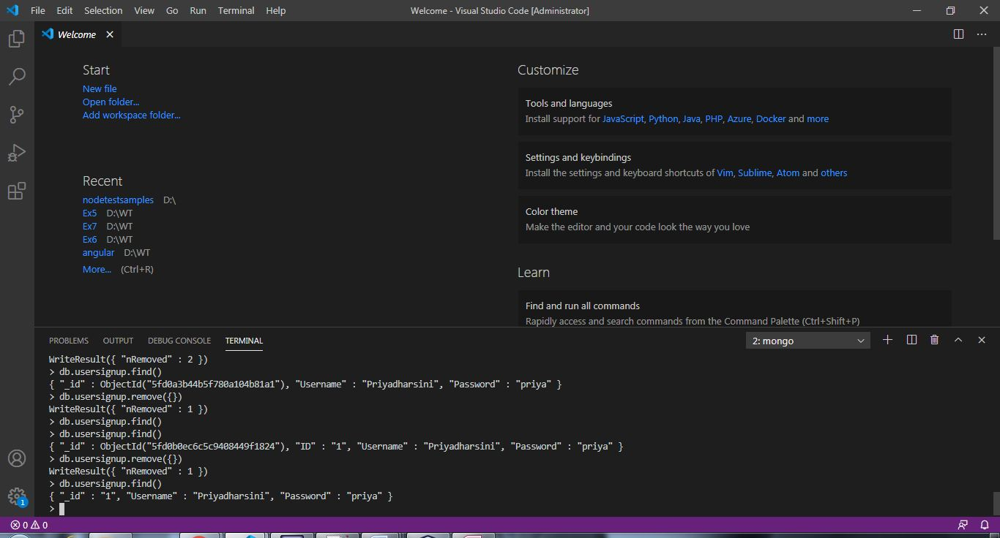 File Edit Selection View Go Run Terminal Help Welcome - Visual Studio Code [Administrator]
Welcome
Start
New file
Open folder...
Add workspace folder...
Recent
nodetestsamples D:\
Ex5 D:\WT
Ex7 D:\WT
Ex6 D:\WT
angular D:\WT
More... (Ctrl+R)
Customize
Tools and languages
Install support for JavaScript, Python, Java, PHP, Azure, Docker and more
Settings and keybindings
Install the settings and keyboard shortcuts of Vim, Sublime, Atom and others
Color theme
Make the editor and your code look the way you love
Learn
Find and run all commands
Rapidly access and search commands from the Command Palette (Ctrl+Shift+P)
PROBLEMS OUTPUT DEBUG CONSOLE TERMINAL 2: mongo
WriteResult({ "nRemoved" : 2 })
> db.usersignup.find()
{ "_id" : ObjectId("5fd0a3b44b5f780a104b81a1"), "Username" : "Priyadharsini", "Password" : "priya" }
> db.usersignup.remove({})
WriteResult({ "nRemoved" : 1 })
> db.usersignup.find()
> db.usersignup.find()
{ "_id" : ObjectId("5fd0b0ec6c5c9408449f1824"), "ID" : "1", "Username" : "Priyadharsini", "Password" : "priya" }
> db.usersignup.remove({})
WriteResult({ "nRemoved" : 1 })
> db.usersignup.find()
{ "_id" : "1", "Username" : "Priyadharsini", "Password" : "priya" }
>
1
0 0